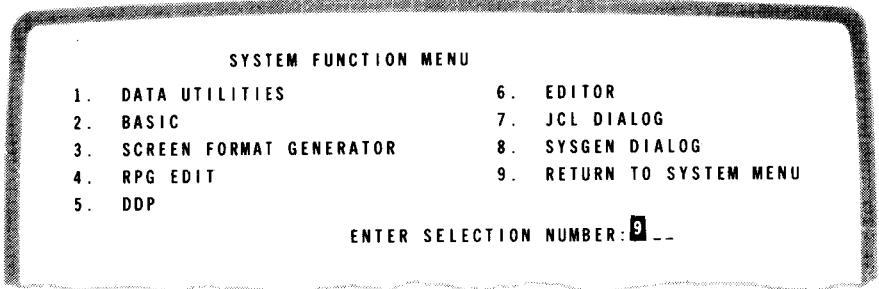 SYSTEM FUNCTION MENU
1. DATA UTILITIES 6. EDITOR
2. BASIC 7. JCL DIALOG
3. SCREEN FORMAT GENERATOR 8. SYSGEN DIALOG
4. RPG EDIT 9. RETURN TO SYSTEM MENU
5. DDP
ENTER SELECTION NUMBER:9__